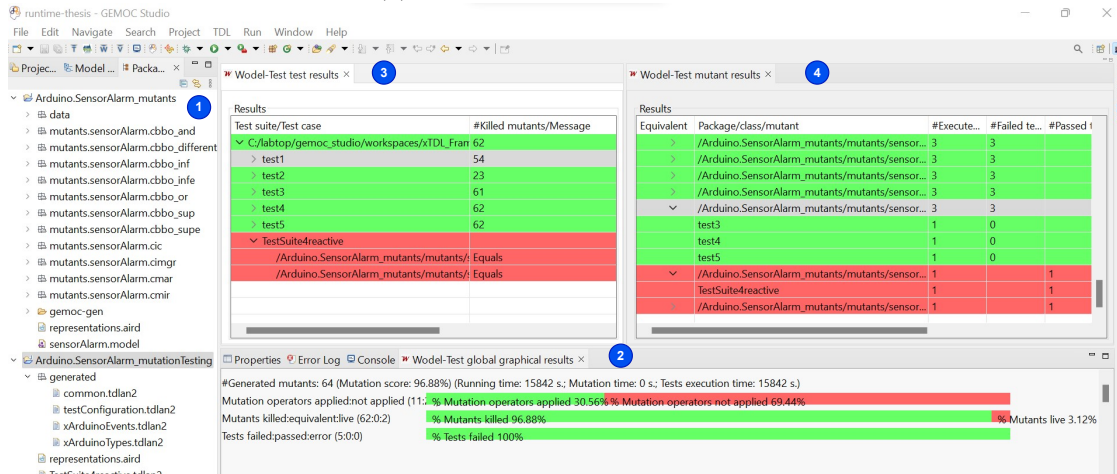 runtime-thesis - GEMOC Studio
File Edit Navigate Search Project TDL Run Window Help
Projec... Model ... Packa... ×
Arduino.SensorAlarm_mutants
data
mutants.sensorAlarm.cbbo_and
mutants.sensorAlarm.cbbo_different
mutants.sensorAlarm.cbbo_inf
mutants.sensorAlarm.cbbo_infe
mutants.sensorAlarm.cbbo_or
mutants.sensorAlarm.cbbo_sup
mutants.sensorAlarm.cbbo_supe
mutants.sensorAlarm.cic
mutants.sensorAlarm.cimgr
mutants.sensorAlarm.cmar
mutants.sensorAlarm.cmir
gemoc-gen
representations.aird
sensorAlarm.model
Arduino.SensorAlarm_mutationTesting
generated
common.tdlan2
testConfiguration.tdlan2
xArduinoEvents.tdlan2
xArduinoTypes.tdlan2
representations.aird
TestSuite4reactive.tdlan2
1
Wodel-Test test results ×
3
Results
Test suite/Test case #Killed mutants/Message
C:/labtop/gemoc_studio/workspaces/xTDL_Fram 62
test1 54
test2 23
test3 61
test4 62
test5 62
TestSuite4reactive
/Arduino.SensorAlarm_mutants/mutants/s Equals
/Arduino.SensorAlarm_mutants/mutants/s Equals
Wodel-Test mutant results ×
4
Results
Equivalent Package/class/mutant #Execute... #Failed te... #Passed t
/Arduino.SensorAlarm_mutants/mutants/sensor... 3 3
/Arduino.SensorAlarm_mutants/mutants/sensor... 3 3
/Arduino.SensorAlarm_mutants/mutants/sensor... 3 3
/Arduino.SensorAlarm_mutants/mutants/sensor... 3 3
/Arduino.SensorAlarm_mutants/mutants/sensor... 3 3
test3 1 0
test4 1 0
test5 1 0
/Arduino.SensorAlarm_mutants/mutants/sensor... 1 1
TestSuite4reactive 1 1
/Arduino.SensorAlarm_mutants/mutants/sensor... 1 1
Properties Error Log Console Wodel-Test global graphical results ×
2
#Generated mutants: 64 (Mutation score: 96.88%) (Running time: 15842 s.; Mutation time: 0 s.; Tests execution time: 15842 s.)
Mutation operators applied:not applied (11:2 % Mutation operators applied 30.56% % Mutation operators not applied 69.44%
Mutants killed:equivalent:live (62:0:2) % Mutants killed 96.88% % Mutants live 3.12%
Tests failed:passed:error (5:0:0) % Tests failed 100%